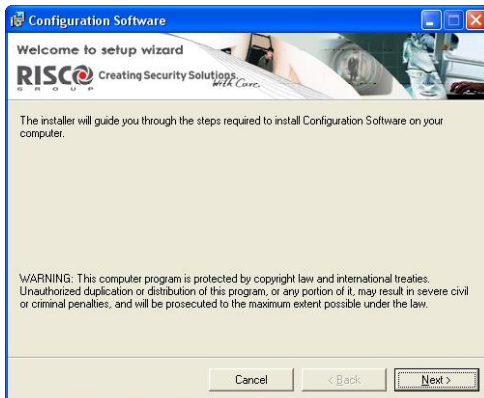 Configuration Software
Welcome to setup wizard
RISCO Creating Security Solutions.
GROUP With Care.
The installer will guide you through the steps required to install Configuration Software on your
computer.
WARNING: This computer program is protected by copyright law and international treaties.
Unauthorized duplication or distribution of this program, or any portion of it, may result in severe civil
or criminal penalties, and will be prosecuted to the maximum extent possible under the law.
Cancel < Back Next >